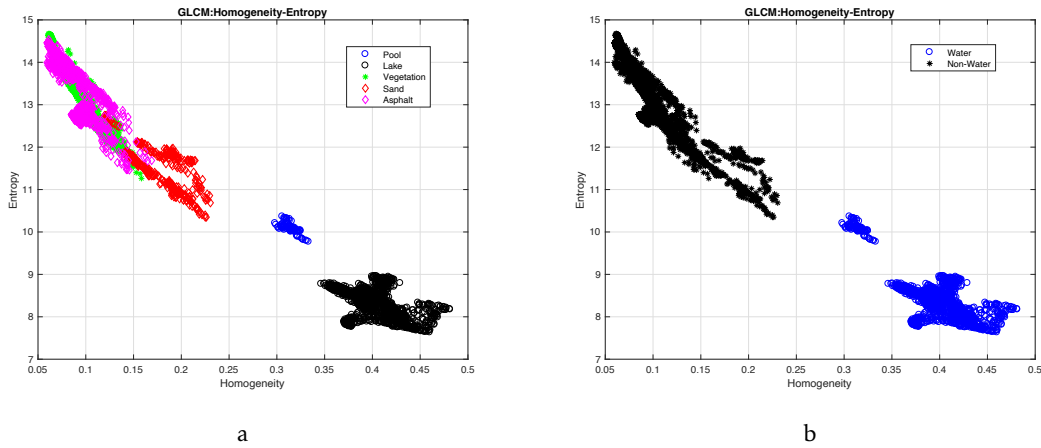 GLCM:Homogeneity-Entropy
15
14
13
12
11
10
9
8
7
Entropy
0.05
0.1
0.15
0.2
0.25
0.3
0.35
0.4
0.45
0.5
Homogeneity
Pool
Lake
Vegetation
Sand
Asphalt
a
GLCM:Homogeneity-Entropy
15
14
13
12
11
10
9
8
7
Entropy
0.05
0.1
0.15
0.2
0.25
0.3
0.35
0.4
0.45
0.5
Homogeneity
Water
Non-Water
b